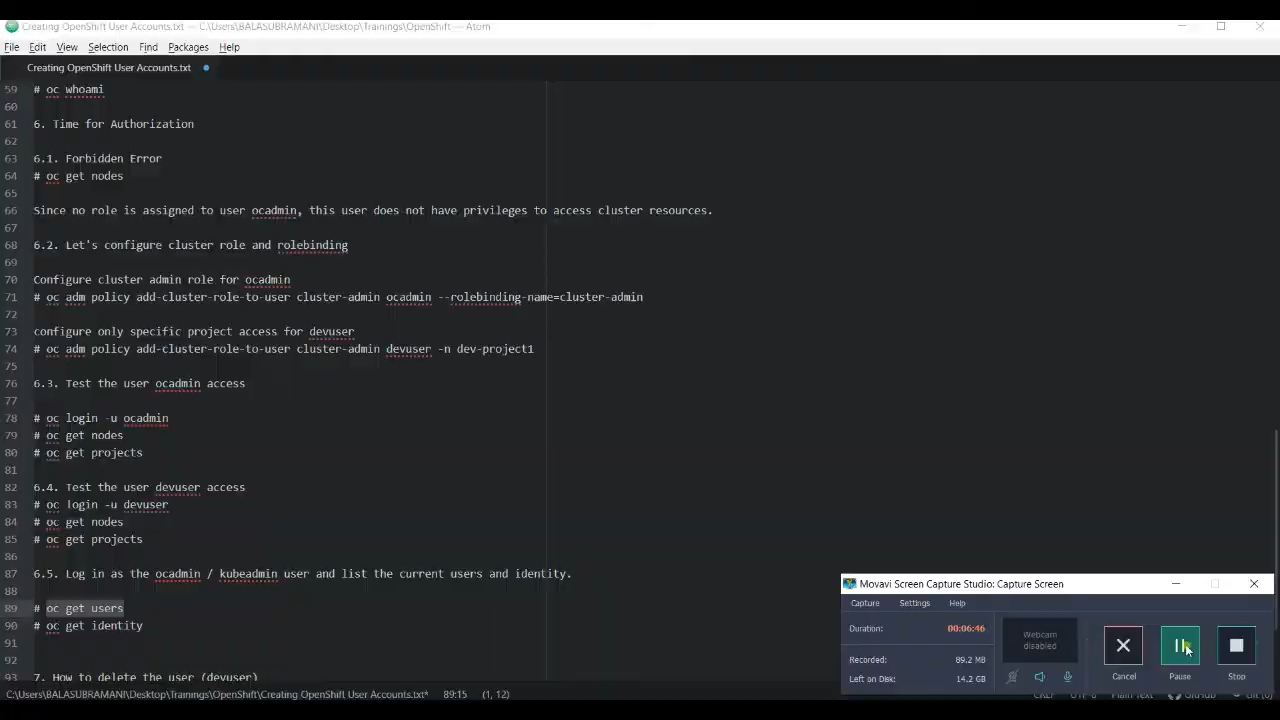 Creating OpenShift User Accounts.txt — C:\Users\BALASUBRAMANI\Desktop\Trainings\OpenShift — Atom
File Edit View Selection Find Packages Help
Creating OpenShift User Accounts.txt
59 # oc whoami
60
61 6. Time for Authorization
62
63 6.1. Forbidden Error
64 # oc get nodes
65
66 Since no role is assigned to user ocadmin, this user does not have privileges to access cluster resources.
67
68 6.2. Let's configure cluster role and rolebinding
69
70 Configure cluster admin role for ocadmin
71 # oc adm policy add-cluster-role-to-user cluster-admin ocadmin --rolebinding-name=cluster-admin
72
73 configure only specific project access for devuser
74 # oc adm policy add-cluster-role-to-user cluster-admin devuser -n dev-project1
75
76 6.3. Test the user ocadmin access
77
78 # oc login -u ocadmin
79 # oc get nodes
80 # oc get projects
81
82 6.4. Test the user devuser access
83 # oc login -u devuser
84 # oc get nodes
85 # oc get projects
86
87 6.5. Log in as the ocadmin / kubeadmin user and list the current users and identity.
88
89 # oc get users
90 # oc get identity
91
92
93 7. How to delete the user (devuser)
Movavi Screen Capture Studio: Capture Screen
Capture Settings Help
Duration: 00:06:46
Recorded: 89.2 MB
Left on Disk: 14.2 GB
Webcam disabled
Cancel Pause Stop
C:\Users\BALASUBRAMANI\Desktop\Trainings\OpenShift\Creating OpenShift User Accounts.txt* 89:15 (1, 12)
CRLF UTF-8 Plain Text GitHub Git (0)